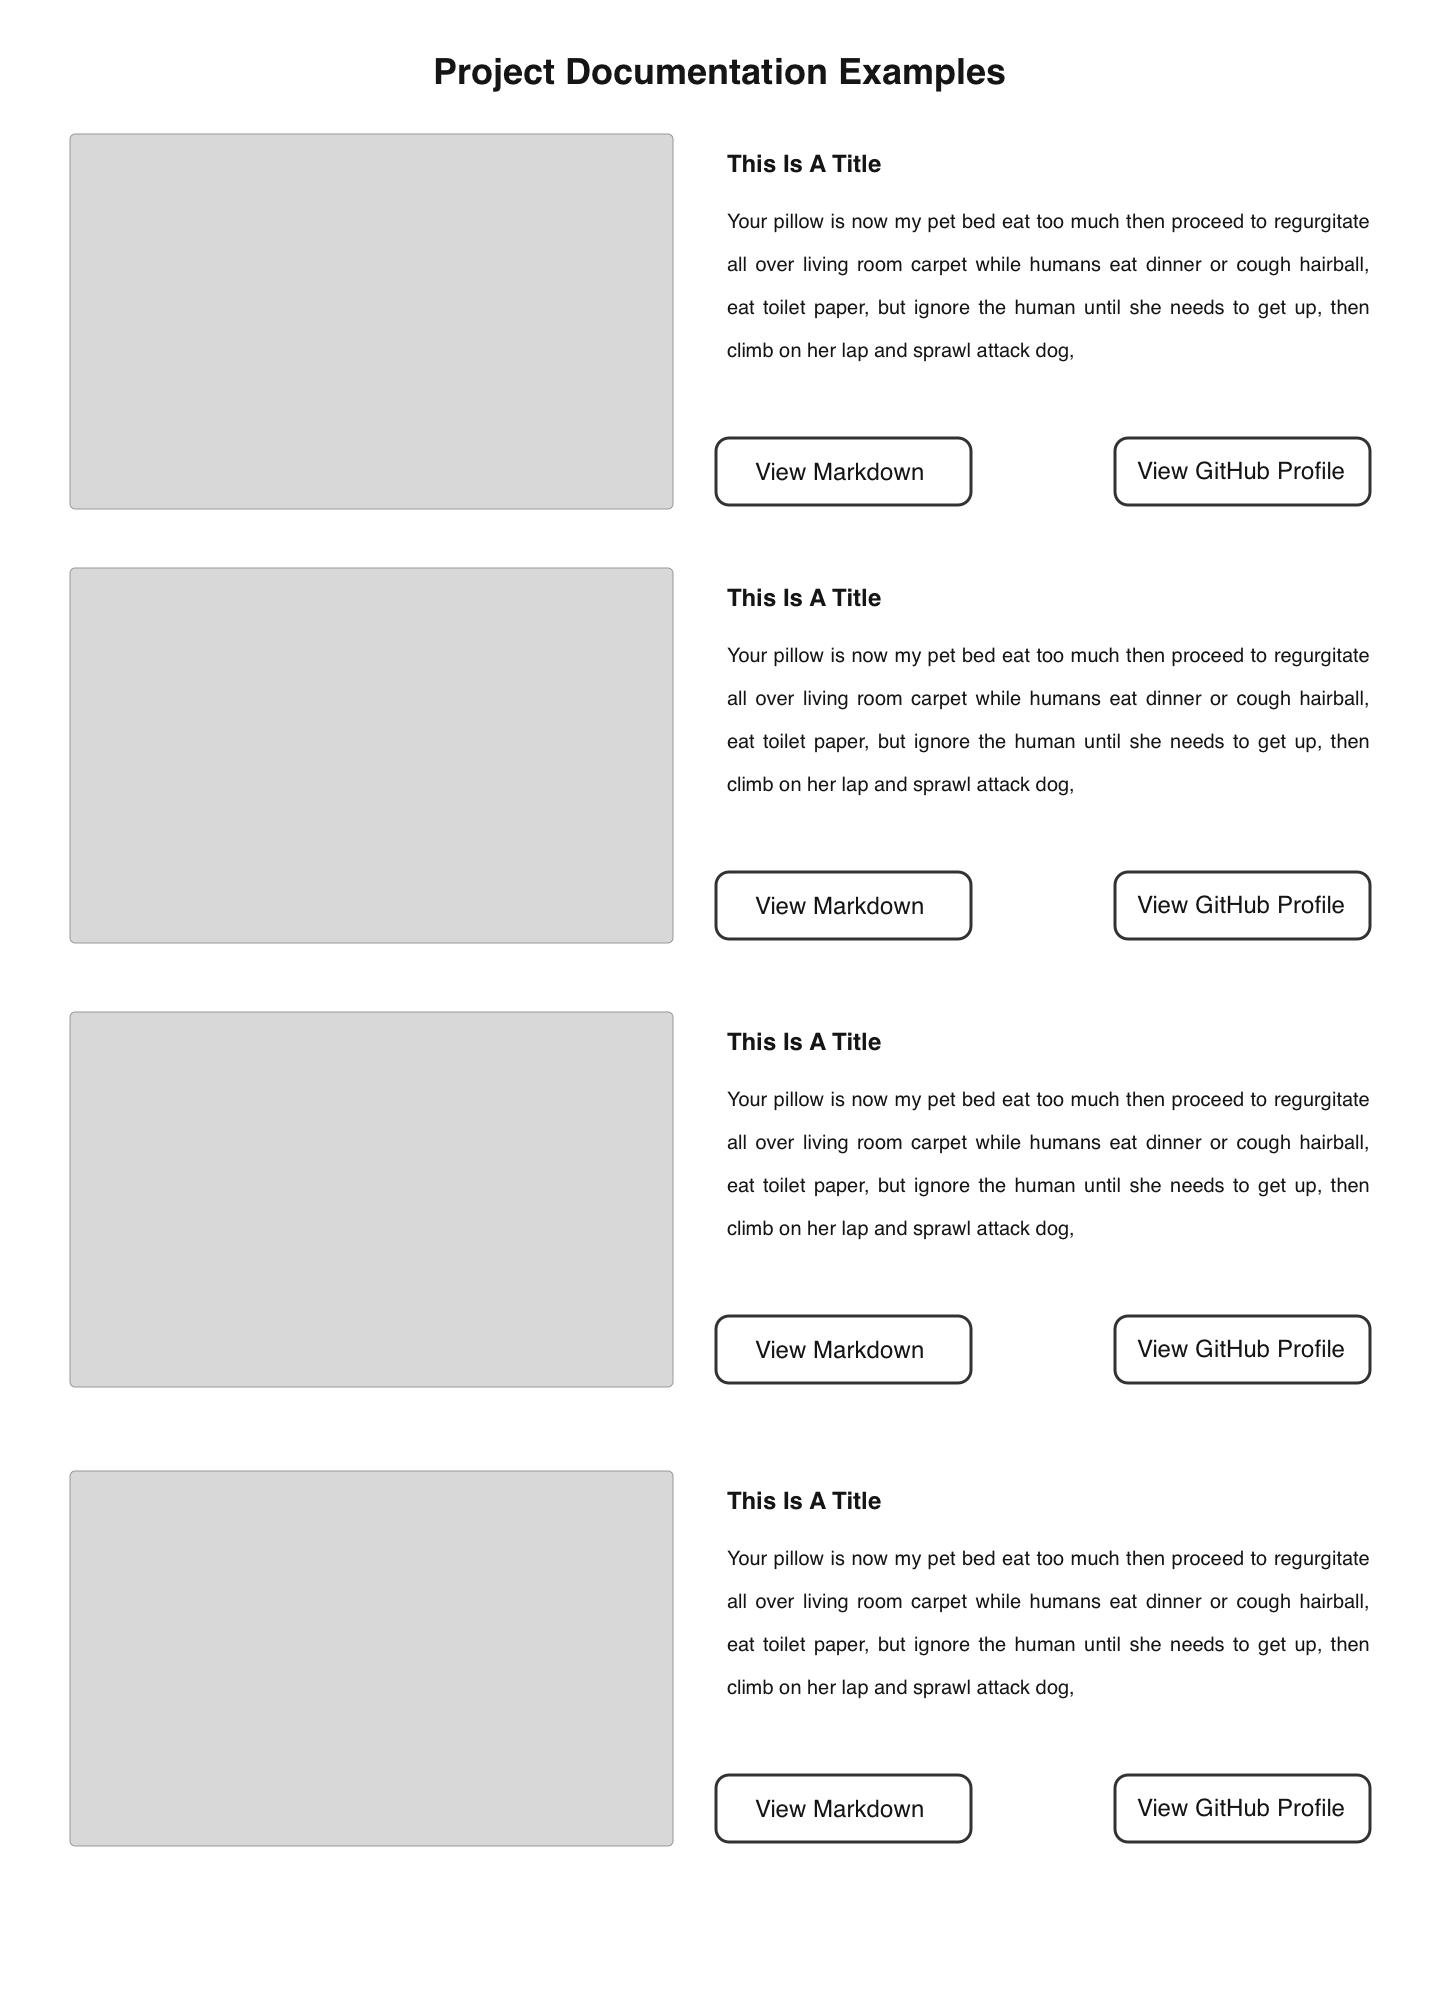 Project Documentation Examples
This Is A Title
Your pillow is now my pet bed eat too much then proceed to regurgitate
all over living room carpet while humans eat dinner or cough hairball,
eat toilet paper, but ignore the human until she needs to get up, then
climb on her lap and sprawl attack dog,
View Markdown
View GitHub Profile
This Is A Title
Your pillow is now my pet bed eat too much then proceed to regurgitate
all over living room carpet while humans eat dinner or cough hairball,
eat toilet paper, but ignore the human until she needs to get up, then
climb on her lap and sprawl attack dog,
View Markdown
View GitHub Profile
This Is A Title
Your pillow is now my pet bed eat too much then proceed to regurgitate
all over living room carpet while humans eat dinner or cough hairball,
eat toilet paper, but ignore the human until she needs to get up, then
climb on her lap and sprawl attack dog,
View Markdown
View GitHub Profile
This Is A Title
Your pillow is now my pet bed eat too much then proceed to regurgitate
all over living room carpet while humans eat dinner or cough hairball,
eat toilet paper, but ignore the human until she needs to get up, then
climb on her lap and sprawl attack dog,
View Markdown
View GitHub Profile